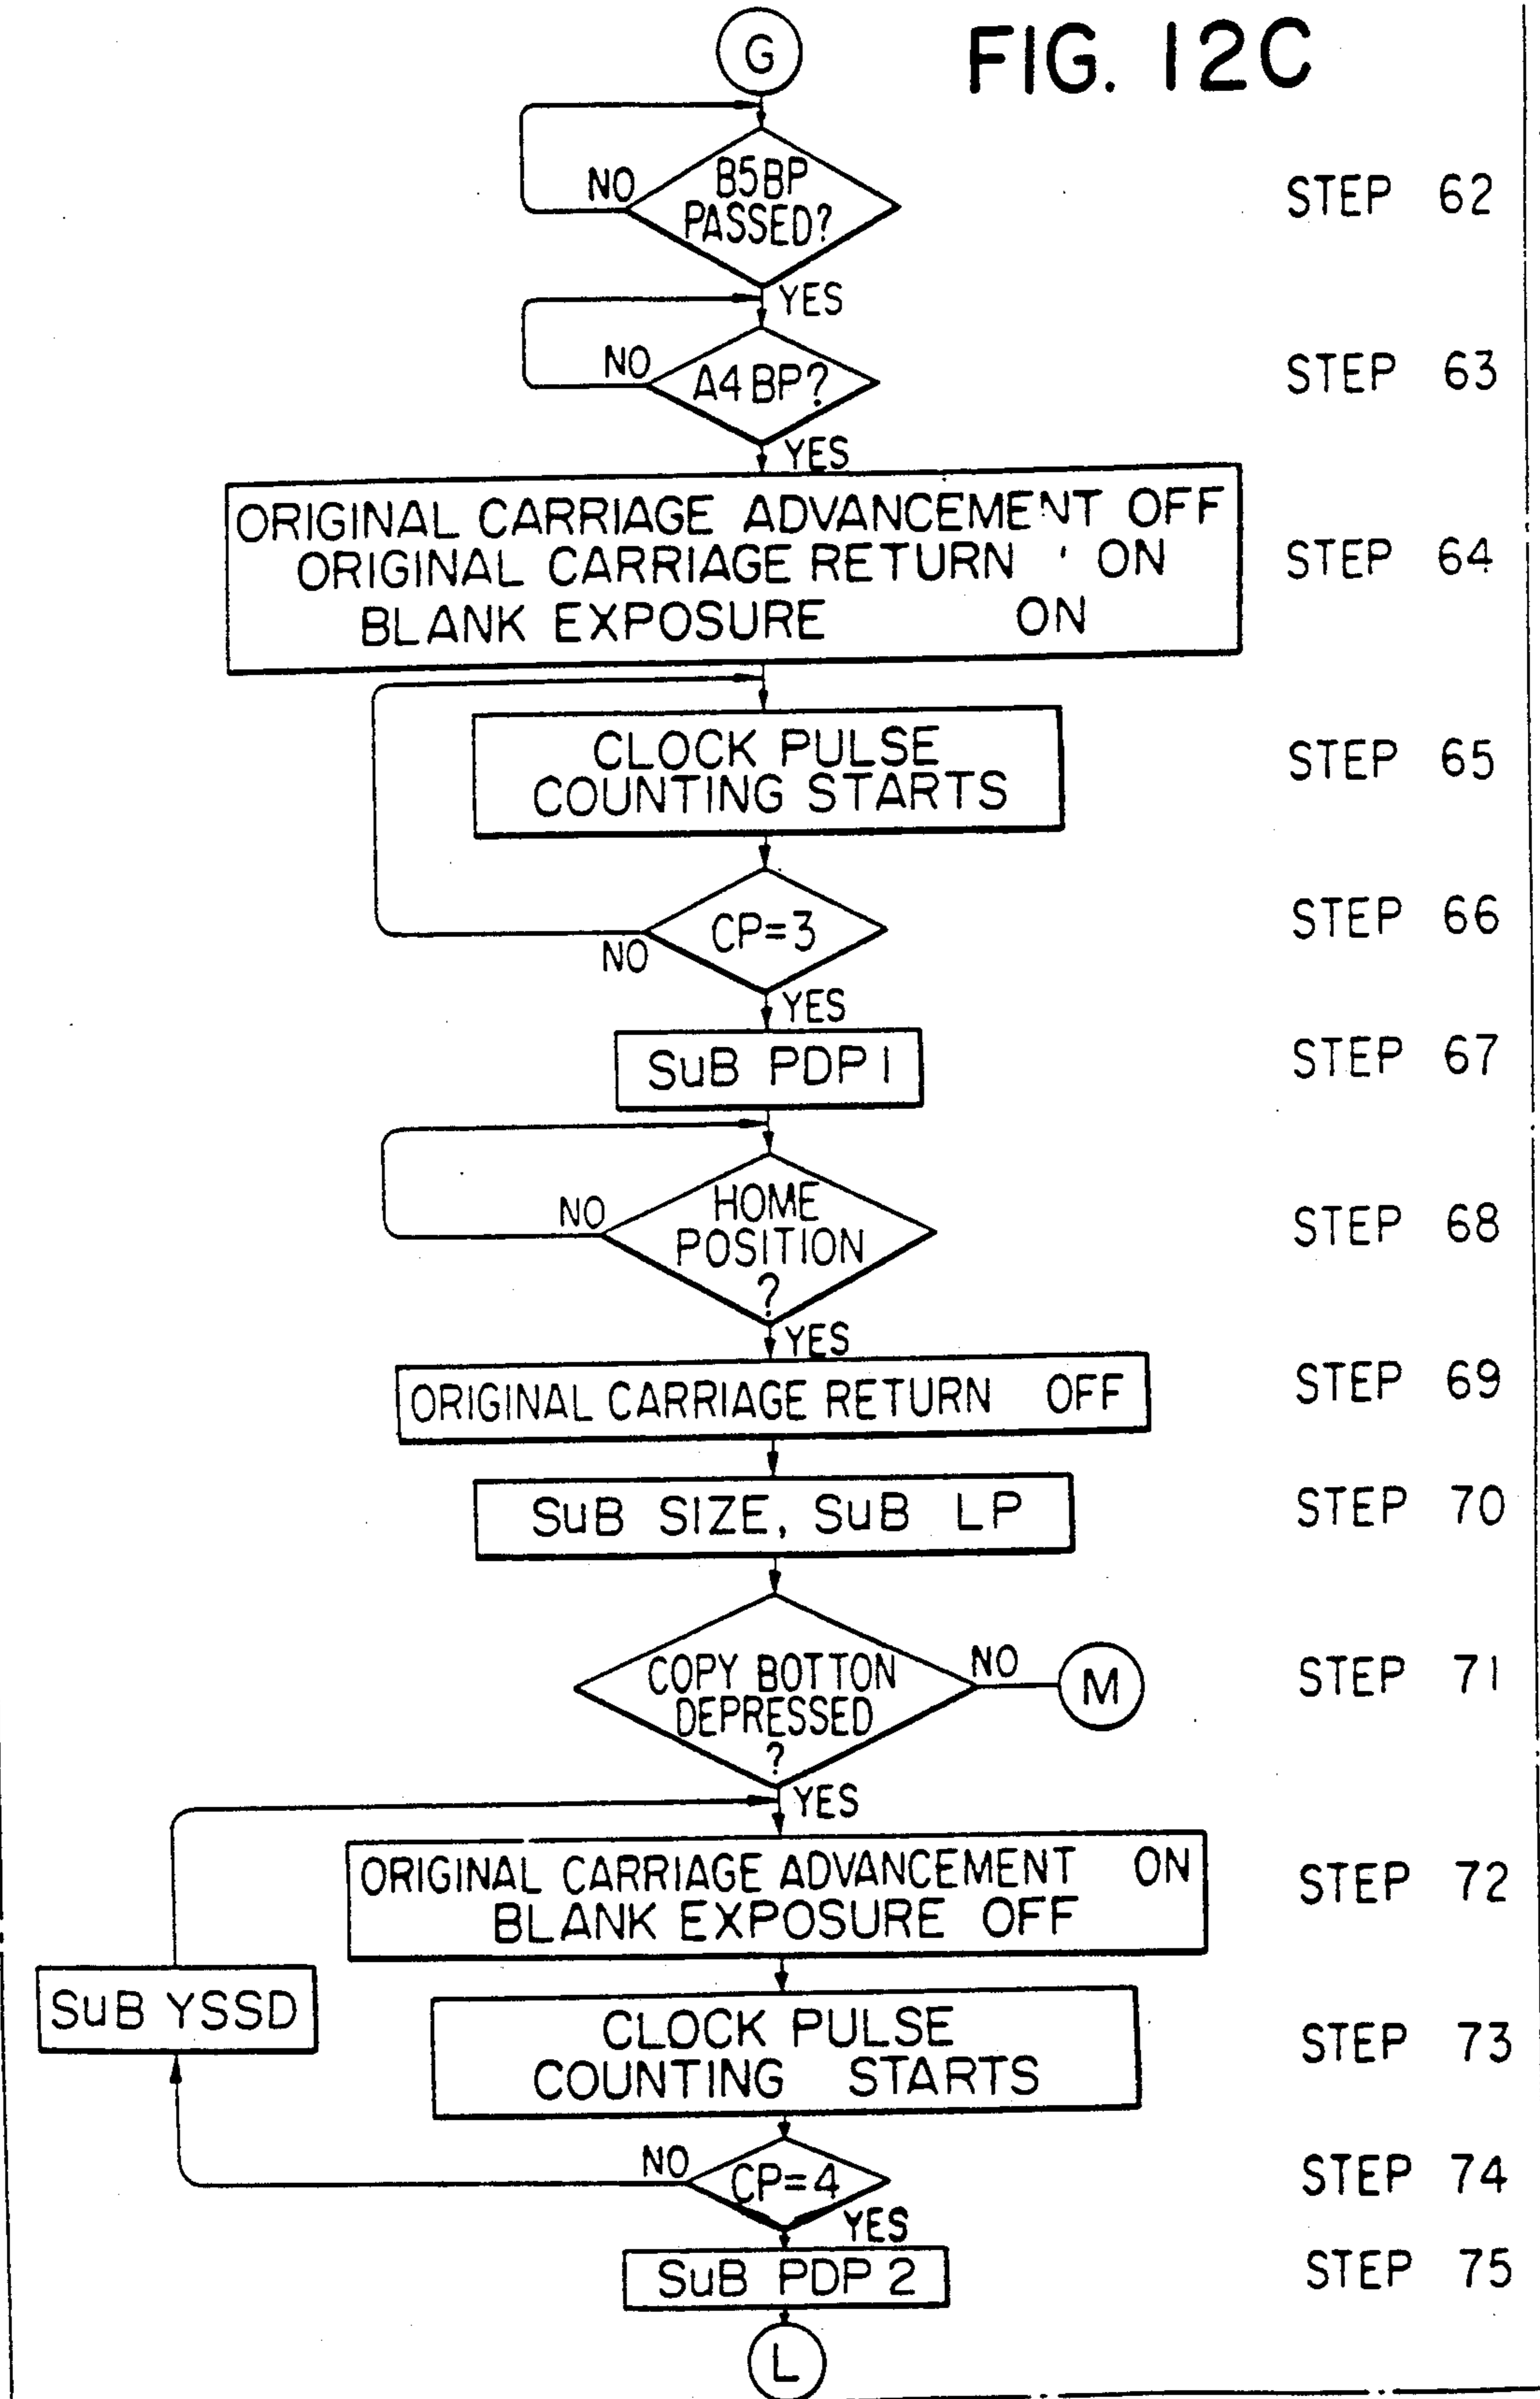 G
FIG. 12C
B5BP
PASSED?
NO
YES
STEP 62
A4 BP?
NO
YES
STEP 63
ORIGINAL CARRIAGE ADVANCEMENT OFF
ORIGINAL CARRIAGE RETURN ON
BLANK EXPOSURE ON
STEP 64
CLOCK PULSE
COUNTING STARTS
STEP 65
CP=3
NO
YES
STEP 66
SuB PDP 1
STEP 67
HOME
POSITION
?
NO
YES
STEP 68
ORIGINAL CARRIAGE RETURN OFF
STEP 69
SuB SIZE, SuB LP
STEP 70
COPY BOTTON
DEPRESSED
?
NO
M
YES
STEP 71
ORIGINAL CARRIAGE ADVANCEMENT ON
BLANK EXPOSURE OFF
STEP 72
SuB YSSD
CLOCK PULSE
COUNTING STARTS
STEP 73
CP=4
NO
YES
STEP 74
SuB PDP 2
STEP 75
L